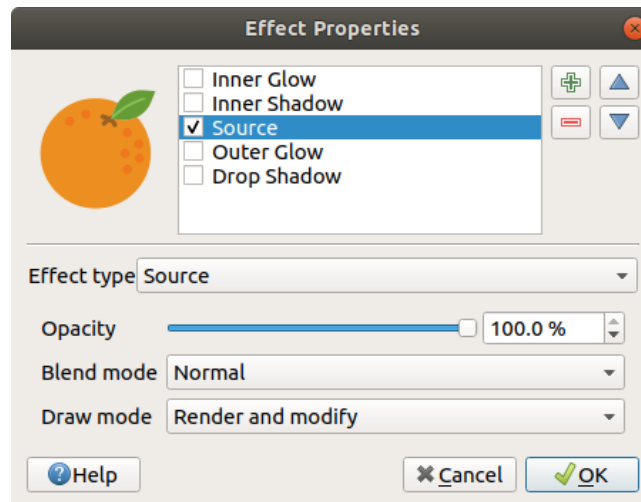 Effect Properties
Inner Glow
Inner Shadow
Source
Outer Glow
Drop Shadow
Effect type Source
Opacity 100.0 %
Blend mode Normal
Draw mode Render and modify
Help Cancel OK